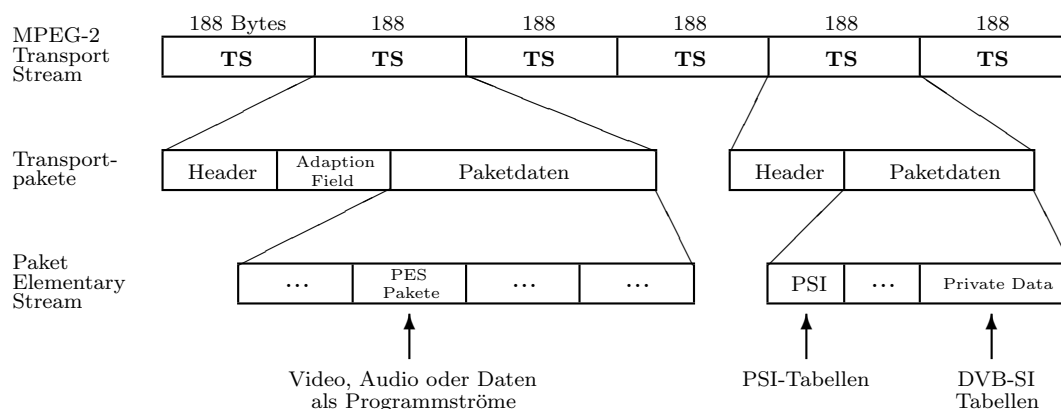 188 Bytes 188 188 188 188 188
MPEG-2
Transport
Stream
TS TS TS TS TS TS
Transport-
pakete
Header
Adaption
Field
Paketdaten
Header
Paketdaten
Paket
Elementary
Stream
...
PES
Pakete
...
...
PSI
...
Private Data
Video, Audio oder Daten
als Programmströme
PSI-Tabellen
DVB-SI
Tabellen